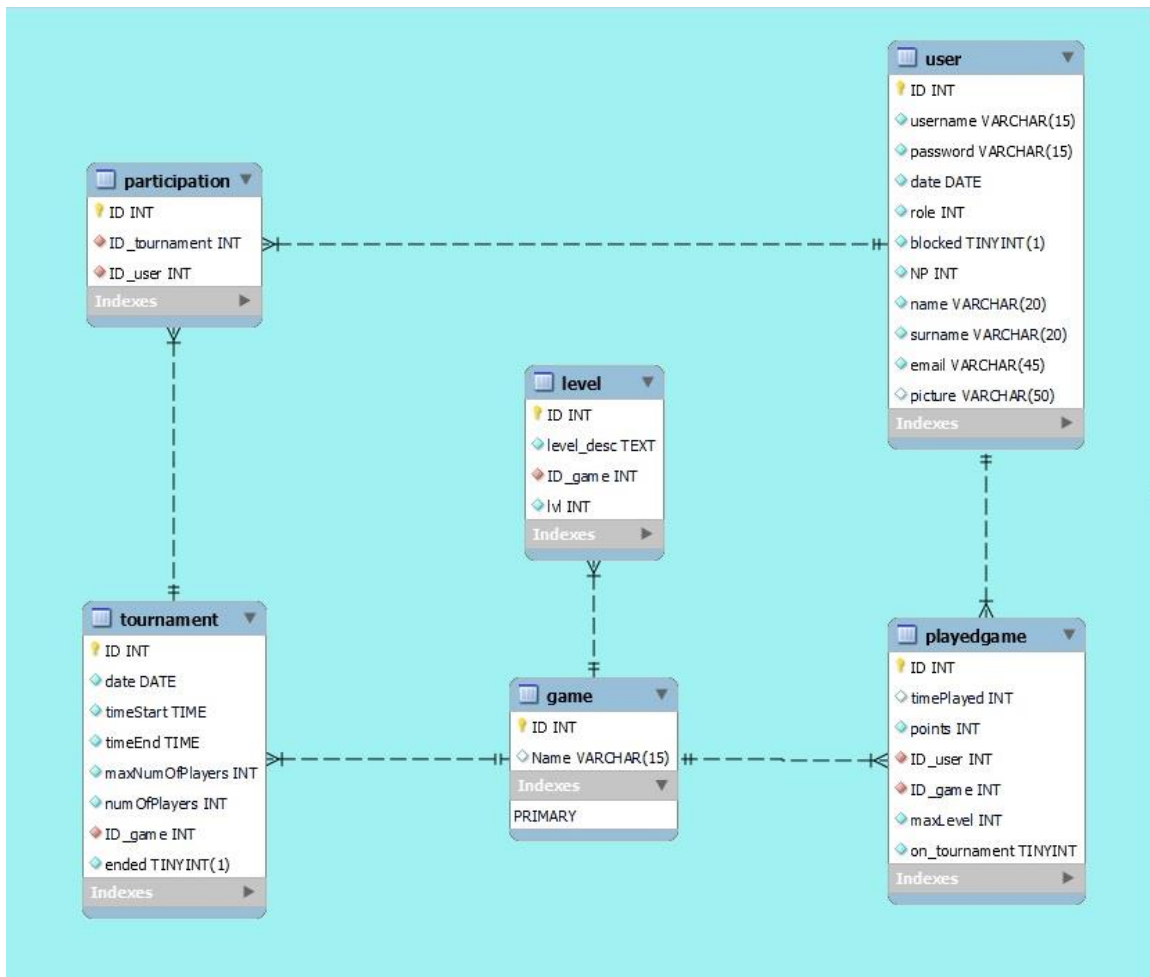 user
ID INT
username VARCHAR(15)
password VARCHAR(15)
date DATE
role INT
blocked TINYINT(1)
NP INT
name VARCHAR(20)
surname VARCHAR(20)
email VARCHAR(45)
picture VARCHAR(50)
Indexes
participation
ID INT
ID_tournament INT
ID_user INT
Indexes
level
ID INT
level_desc TEXT
ID_game INT
lvl INT
Indexes
tournament
ID INT
date DATE
timeStart TIME
timeEnd TIME
maxNumOfPlayers INT
numOfPlayers INT
ID_game INT
ended TINYINT(1)
Indexes
game
ID INT
Name VARCHAR(15)
Indexes
PRIMARY
playedgame
ID INT
timePlayed INT
points INT
ID_user INT
ID_game INT
maxLevel INT
on_tournament TINYINT
Indexes